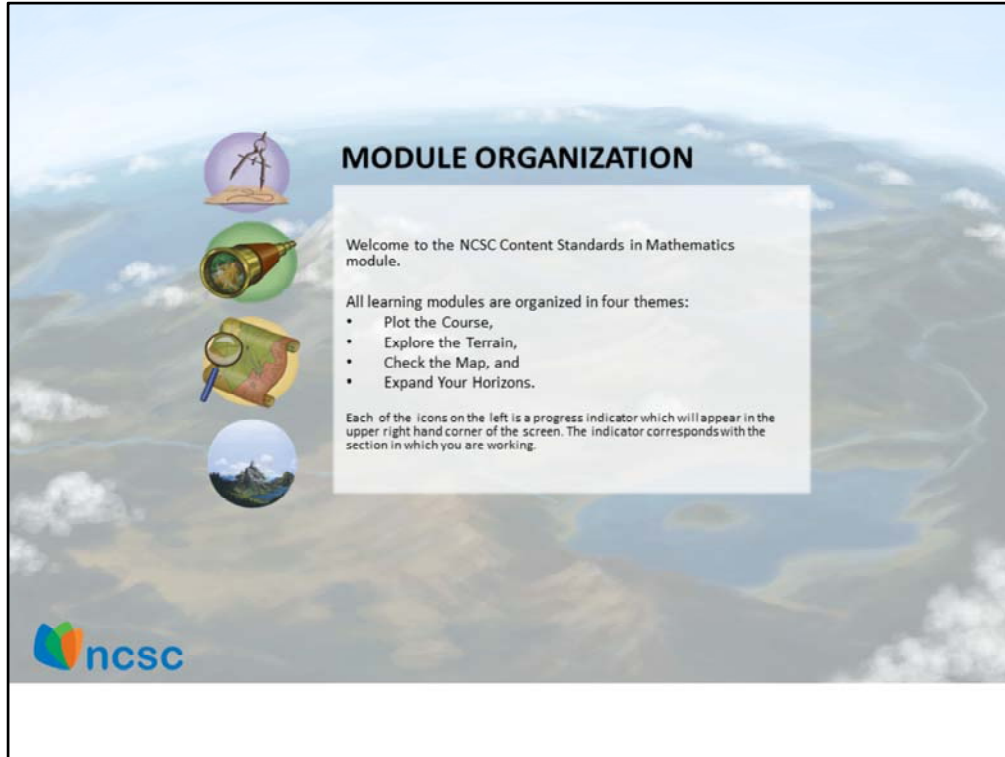 MODULE ORGANIZATION
Welcome to the NCSC Content Standards in Mathematics
module.
All learning modules are organized in four themes:
• Plot the Course,
• Explore the Terrain,
• Check the Map, and
• Expand Your Horizons.
Each of the icons on the left is a progress indicator which will appear in the
upper right hand corner of the screen. The indicator corresponds with the
section in which you are working.
ncsc